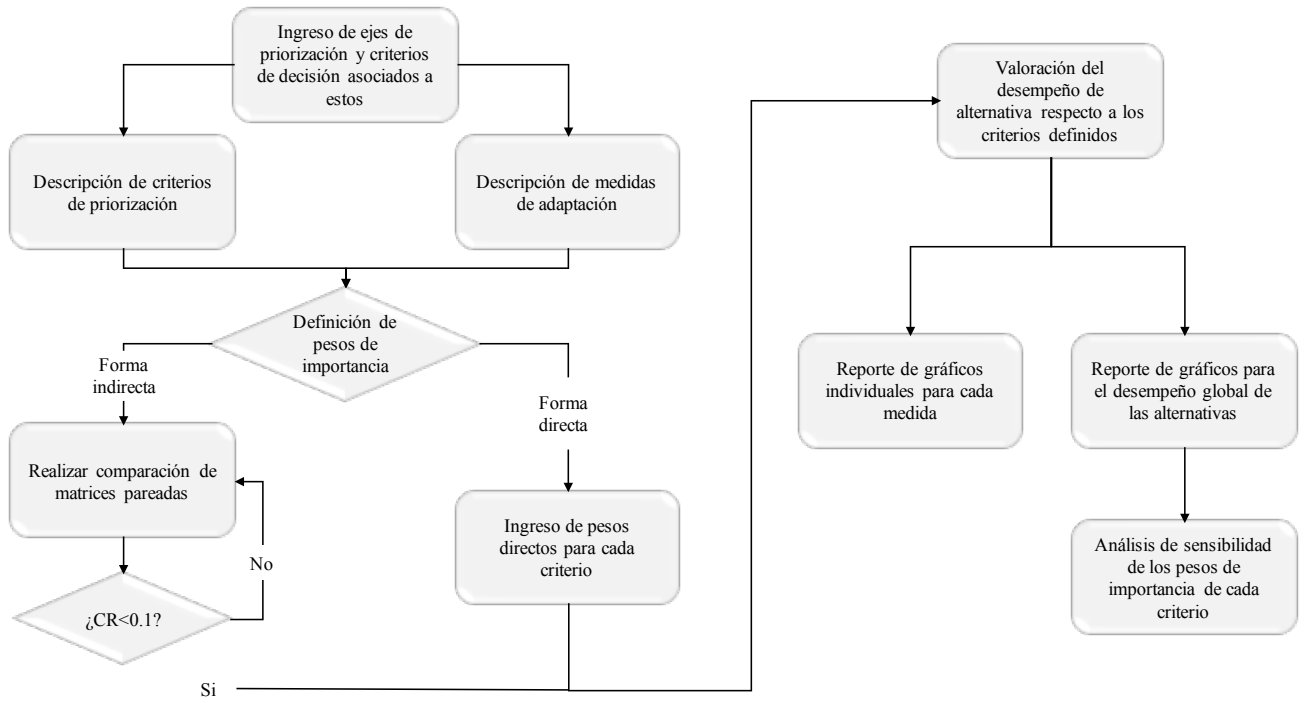 Ingreso de ejes de
priorización y criterios
de decisión asociados a
estos
Descripción de criterios
de priorización
Descripción de medidas
de adaptación
Definición de
pesos de
importancia
Forma
indirecta
Forma
directa
Realizar comparación de
matrices pareadas
No
¿CR<0.1?
Si
Ingreso de pesos
directos para cada
criterio
Valoración del
desempeño de
alternativa respecto a los
criterios definidos
Reporte de gráficos
individuales para cada
medida
Reporte de gráficos para
el desempeño global de
las alternativas
Análisis de sensibilidad
de los pesos de
importancia de cada
criterio